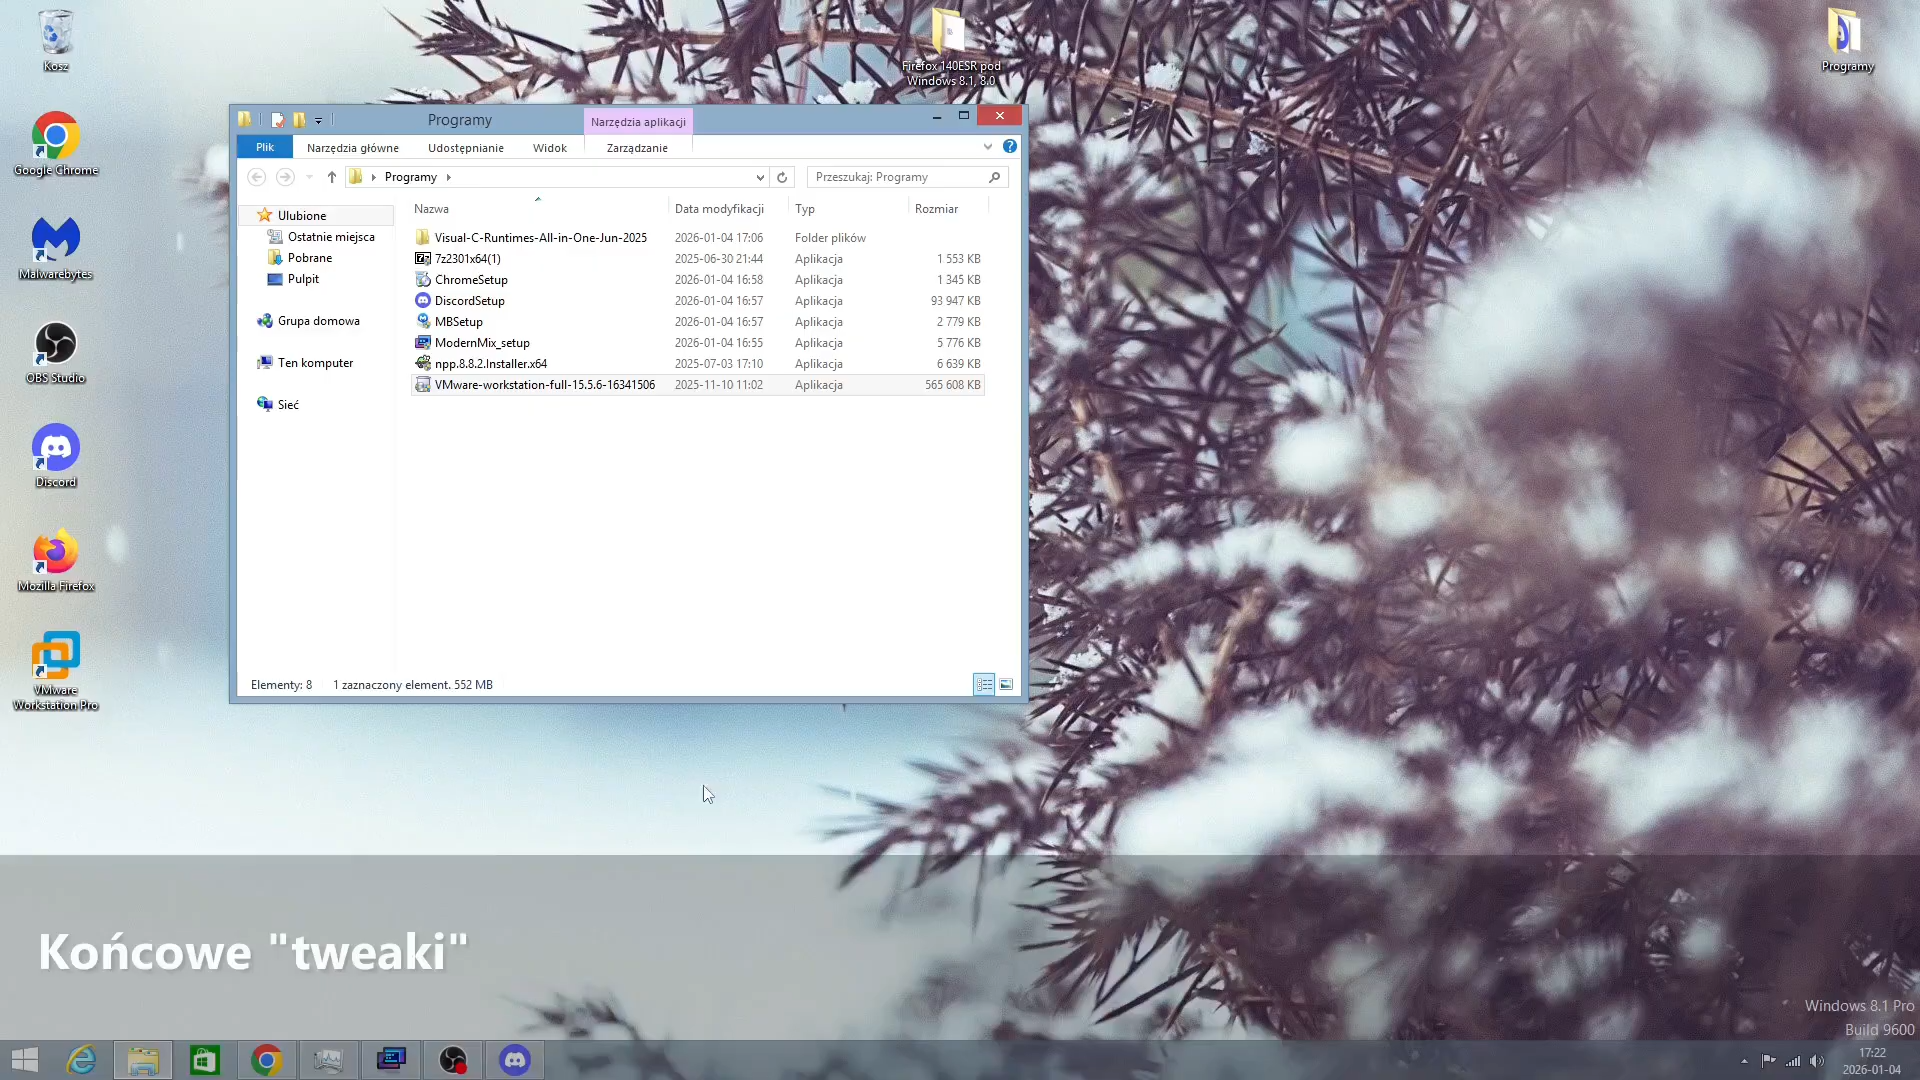 Kosz
Google Chrome
Malwarebytes
OBS Studio
Discord
Mozilla Firefox
VMware
Workstation Pro
Firefox 140ESR pod
Windows 8.1, 8.0
Programy
Programy
Narzędzia aplikacji
Plik
Narzędzia główne
Udostępnianie
Widok
Zarządzanie
Programy
Przeszukaj: Programy
Ulubione
Ostatnie miejsca
Pobrane
Pulpit
Grupa domowa
Ten komputer
Sieć
Nazwa Data modyfikacji Typ Rozmiar
Visual-C-Runtimes-All-in-One-Jun-2025 2026-01-04 17:06 Folder plików
7z2301x64(1) 2025-06-30 21:44 Aplikacja 1 553 KB
ChromeSetup 2026-01-04 16:58 Aplikacja 1 345 KB
DiscordSetup 2026-01-04 16:57 Aplikacja 93 947 KB
MBSetup 2026-01-04 16:57 Aplikacja 2 779 KB
ModernMix_setup 2026-01-04 16:55 Aplikacja 5 776 KB
npp.8.8.2.Installer.x64 2025-07-03 17:10 Aplikacja 6 639 KB
VMware-workstation-full-15.5.6-16341506 2025-11-10 11:02 Aplikacja 565 608 KB
Elementy: 8 1 zaznaczony element. 552 MB
Końcowe "tweaki"
Windows 8.1 Pro
Build 9600
17:22
2026-01-04